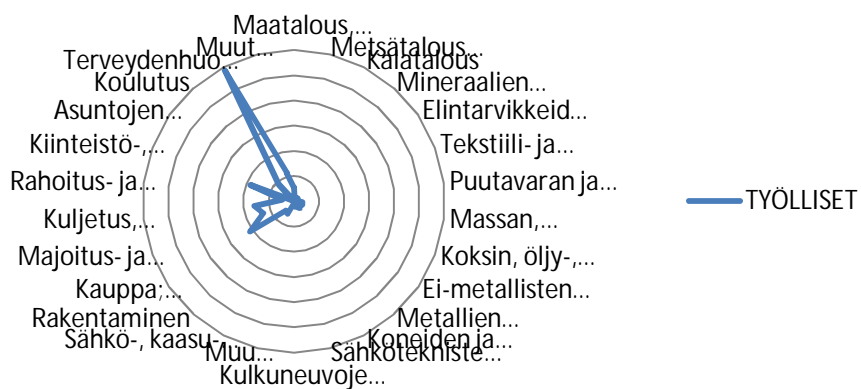 Maatalous,...
Metsätalous...
Kalatalous
Mineraalien...
Elintarvikkeid...
Tekstiili- ja...
Puutavaran ja...
Massan,...
Koksin, öljy-,...
Ei-metallisten...
Metallien...
Koneiden ja...
Sähkötekniste...
Kulkuneuvoje...
Muu...
Sähkö-, kaasu-...
Rakentaminen
Kauppa;...
Majoitus- ja...
Kuljetus,...
Rahoitus- ja...
Kiinteistö-,...
Asuntojen...
Koulutus
Terveydenhuo...
Muut...
TYÖLLISET